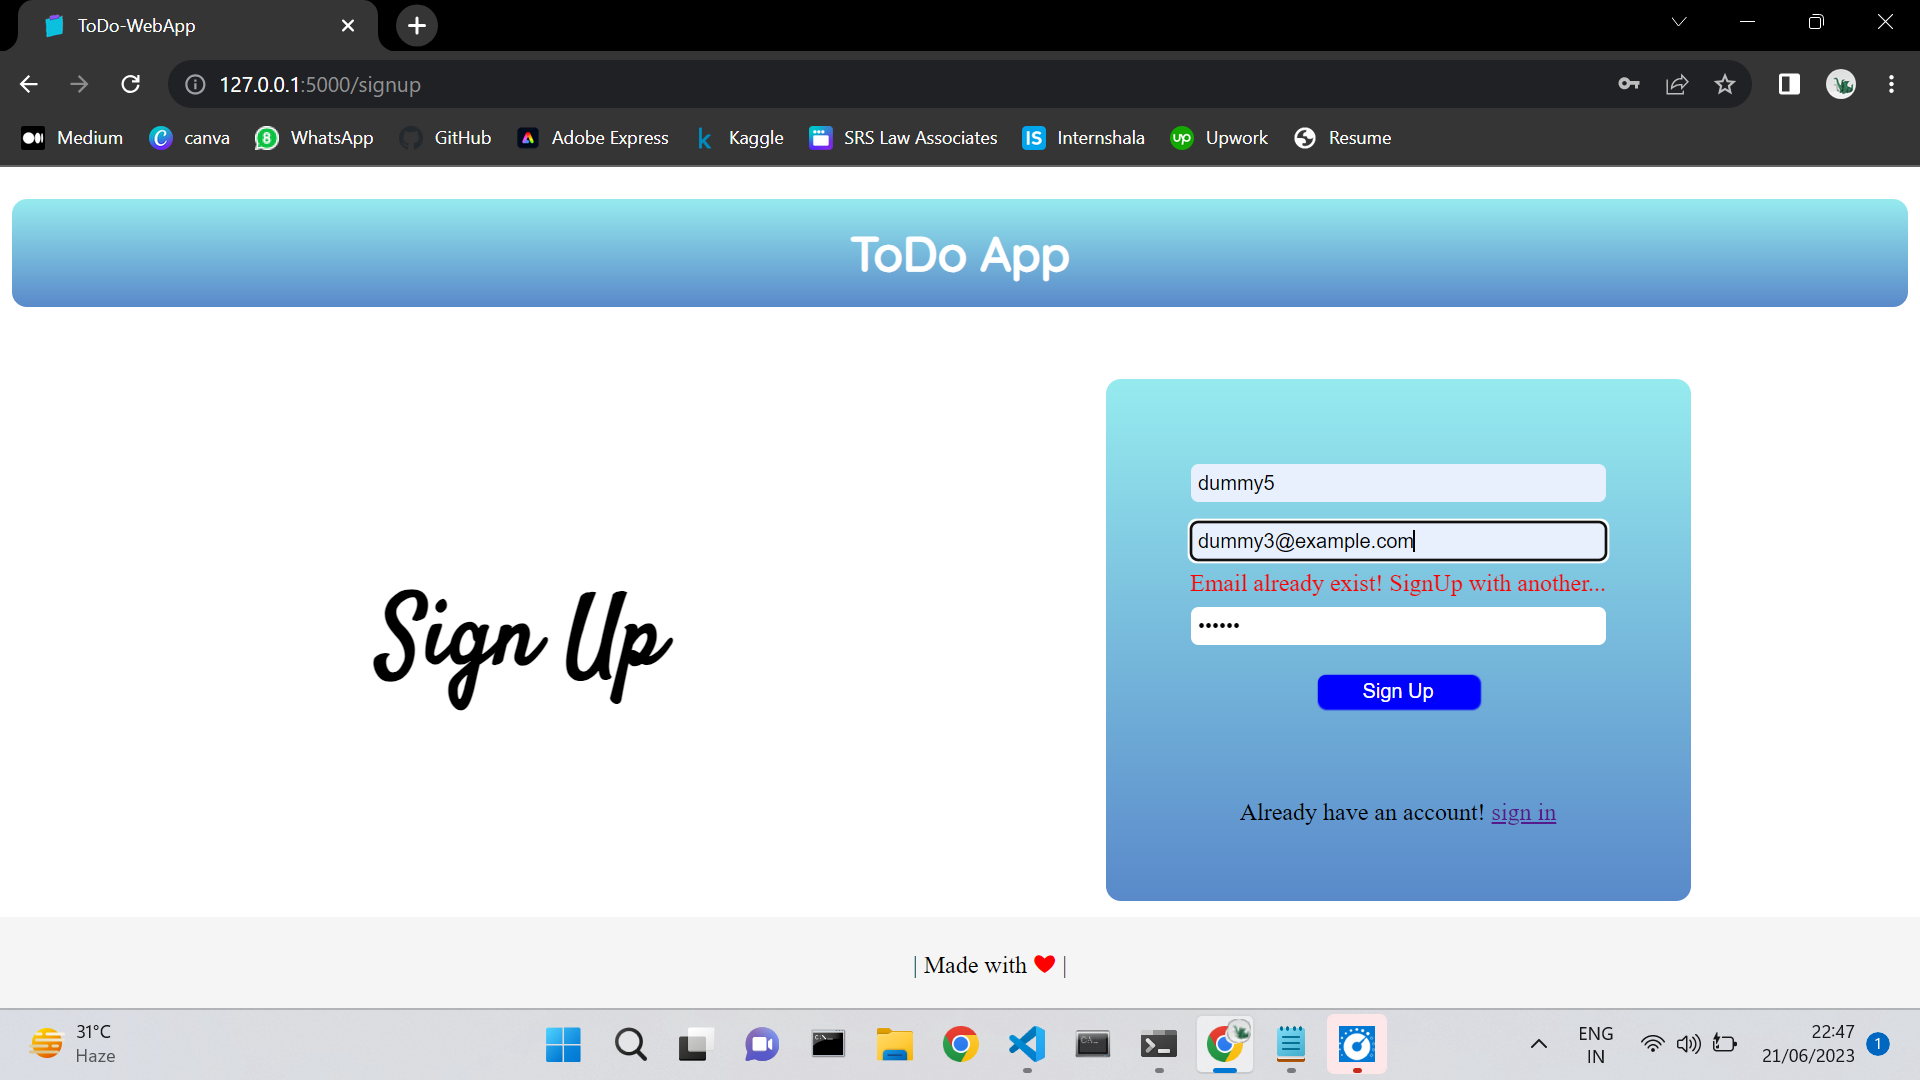 ToDo-WebApp
127.0.0.1:5000/signup
Medium
canva
WhatsApp
GitHub
Adobe Express
Kaggle
SRS Law Associates
Internshala
Upwork
Resume
ToDo App
Sign Up
dummy5
dummy3@example.com
Email already exist! SignUp with another...
••••••
Sign Up
Already have an account! sign in
| Made with ❤ |
31°C
Haze
ENG
IN
22:47
21/06/2023
1